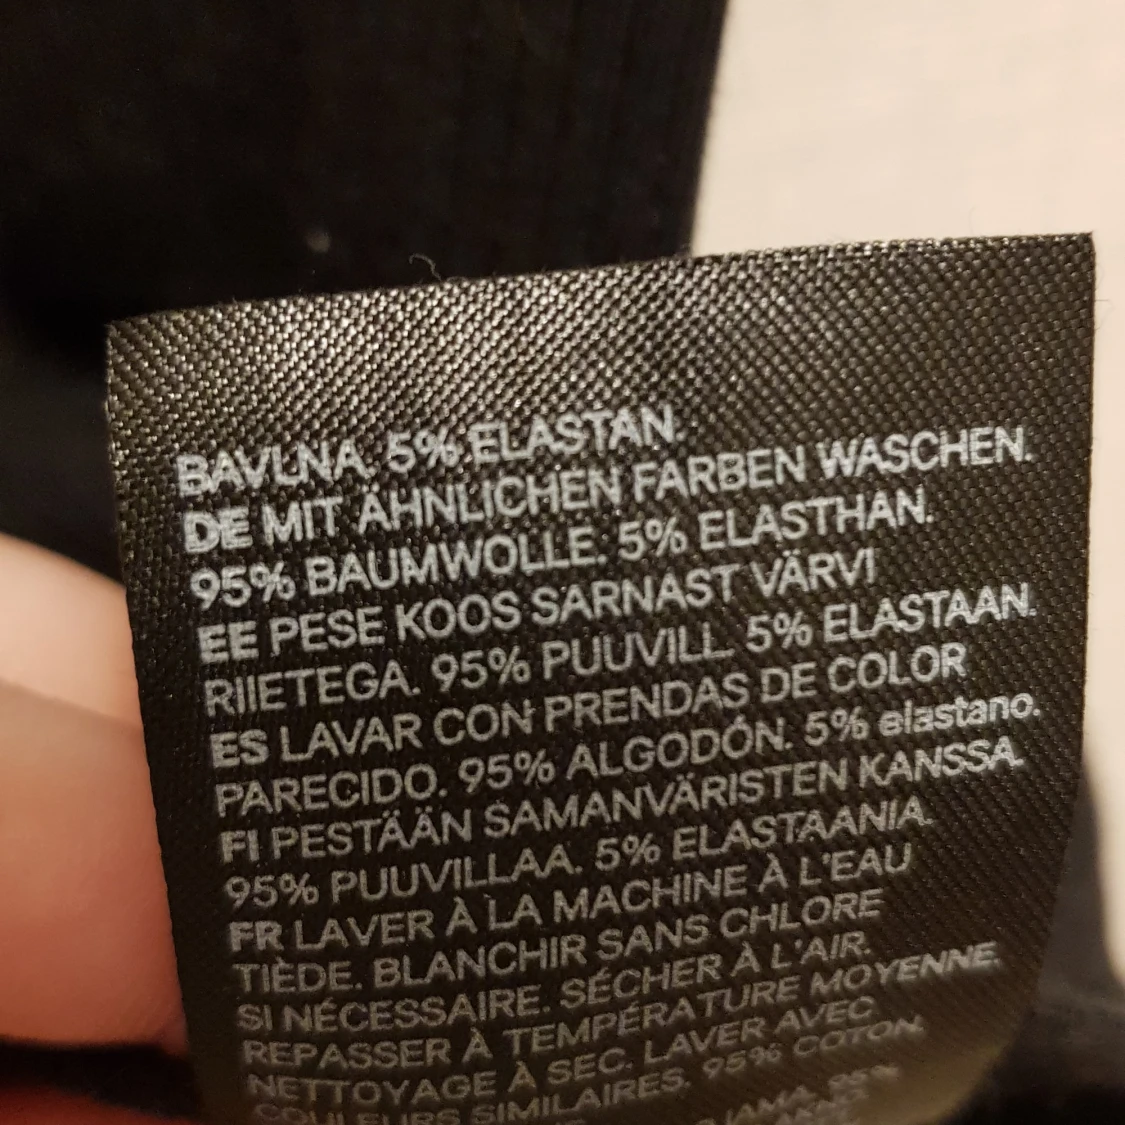 BAVLNA. 5% ELASTAN.
DE MIT ÄHNLICHEN FARBEN WASCHEN.
95% BAUMWOLLE. 5% ELASTHAN.
EE PESE KOOS SARNAST VÄRVI
RIIETEGA. 95% PUUVILL. 5% ELASTAAN.
ES LAVAR CON PRENDAS DE COLOR
PARECIDO. 95% ALGODÓN. 5% elastano.
FI PESTÄÄN SAMANVÄRISTEN KANSSA.
95% PUUVILLAA. 5% ELASTAANIA.
FR LAVER À LA MACHINE À L'EAU
TIÈDE. BLANCHIR SANS CHLORE
SI NÉCESSAIRE. SÉCHER À L'AIR.
REPASSER À TEMPÉRATURE MOYENNE.
NETTOYAGE À SEC. LAVER AVEC
COULEURS SIMILAIRES. 95% COTON.